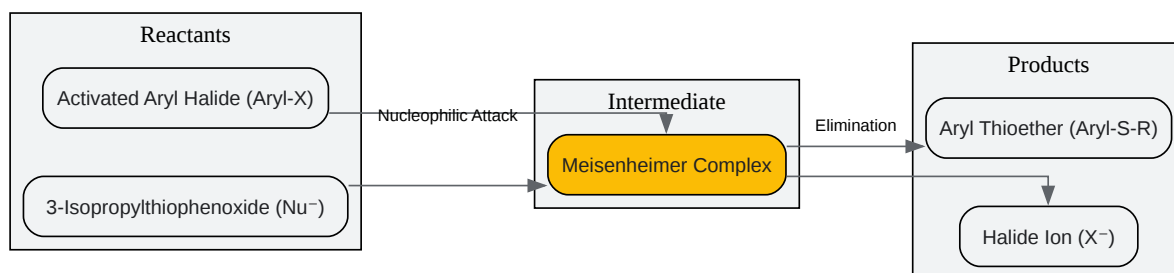 Reactants
Activated Aryl Halide (Aryl-X)
3-Isopropylthiophenoxide (Nu⁻)
Nucleophilic Attack
Intermediate
Meisenheimer Complex
Elimination
Products
Aryl Thioether (Aryl-S-R)
Halide Ion (X⁻)